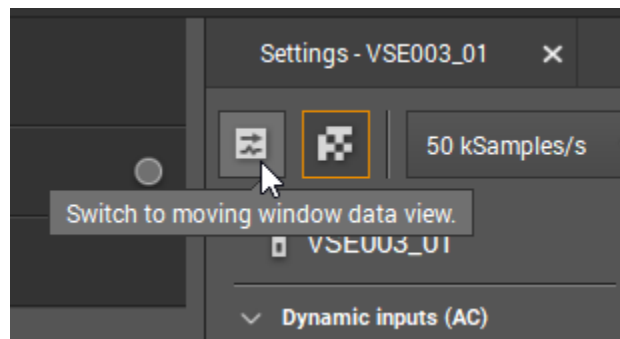 Settings - VSE003_01
50 kSamples/s
Switch to moving window data view.
VSE003_01
Dynamic inputs (AC)